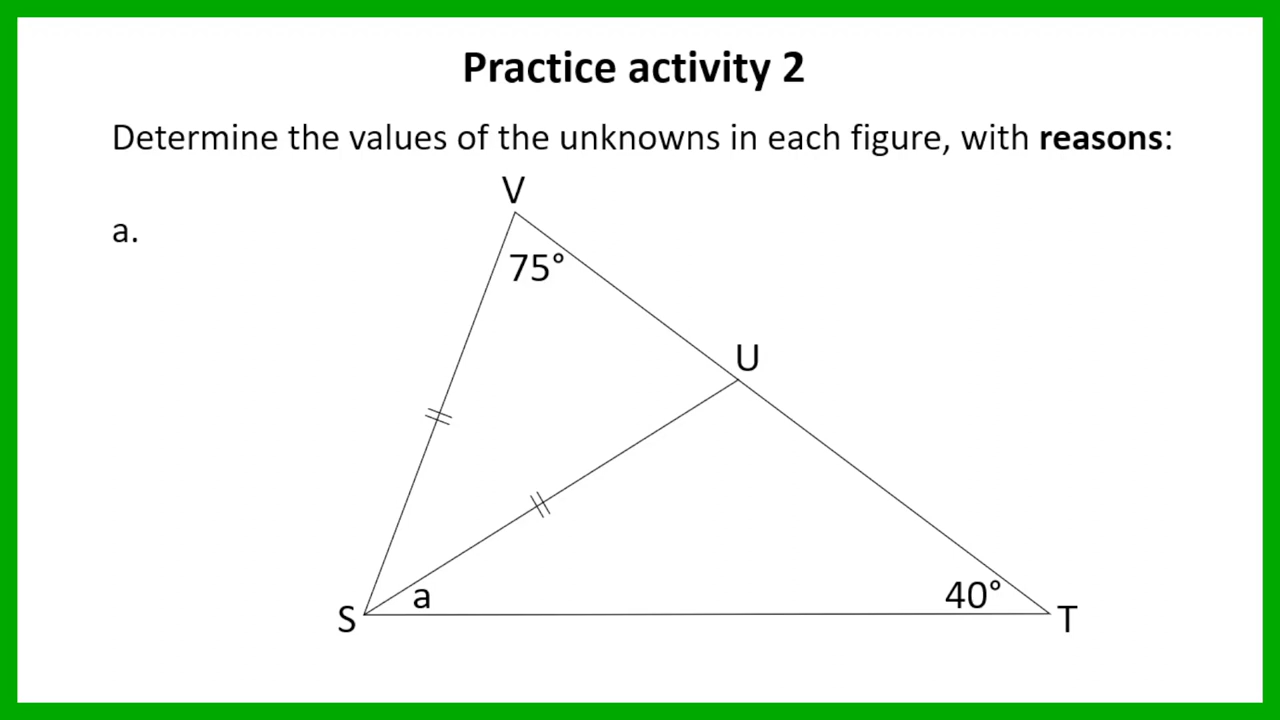 Practice activity 2
Determine the values of the unknowns in each figure, with reasons:
V
a.
75°
U
a
40°
S
T